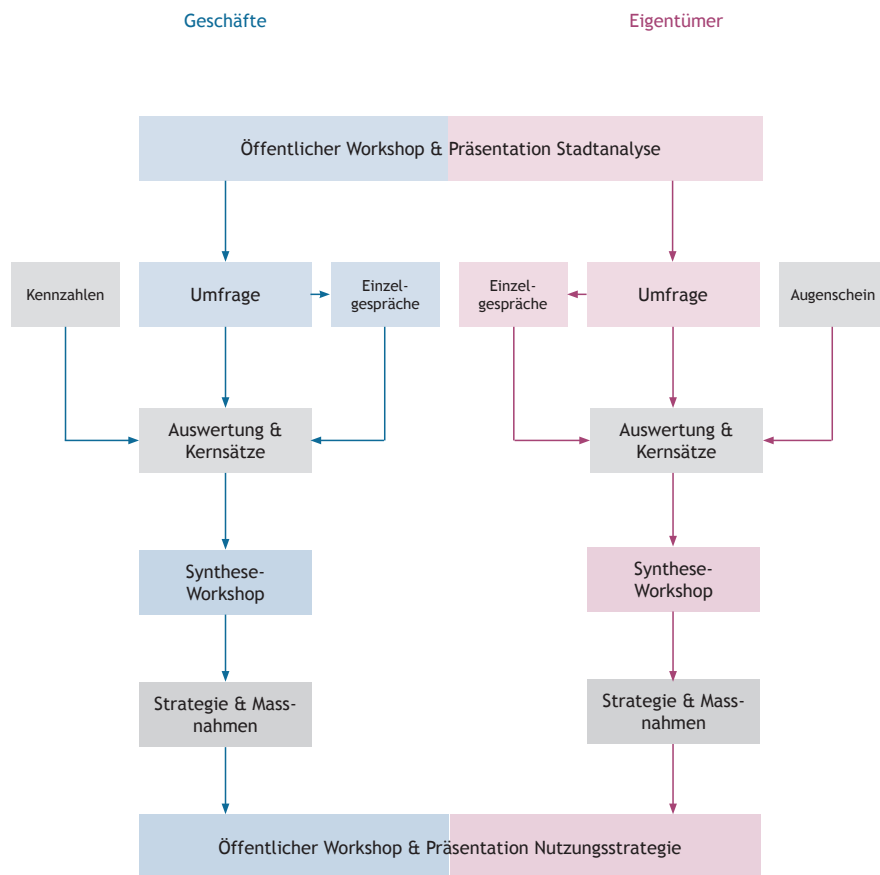 Geschäfte
Eigentümer
Öffentlicher Workshop & Präsentation Stadtanalyse
Kennzahlen
Umfrage
Einzel-
gespräche
Einzel-
gespräche
Umfrage
Augenschein
Auswertung &
Kernsätze
Auswertung &
Kernsätze
Synthese-
Workshop
Synthese-
Workshop
Strategie & Mass-
nahmen
Strategie & Mass-
nahmen
Öffentlicher Workshop & Präsentation Nutzungsstrategie